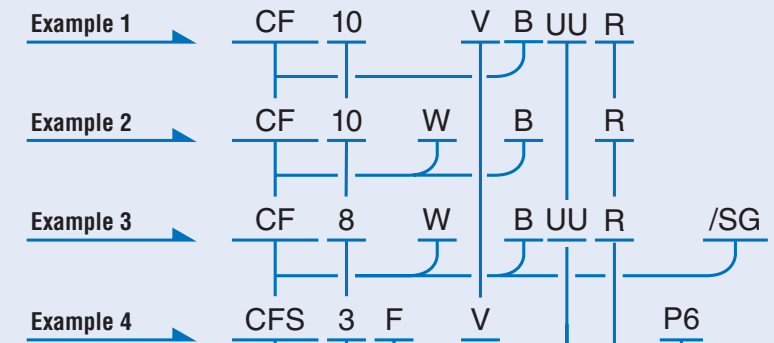 Example 1 CF 10 V B UU R
Example 2 CF 10 W B R
Example 3 CF 8 W B UU R /SG
Example 4 CFS 3 F V P6